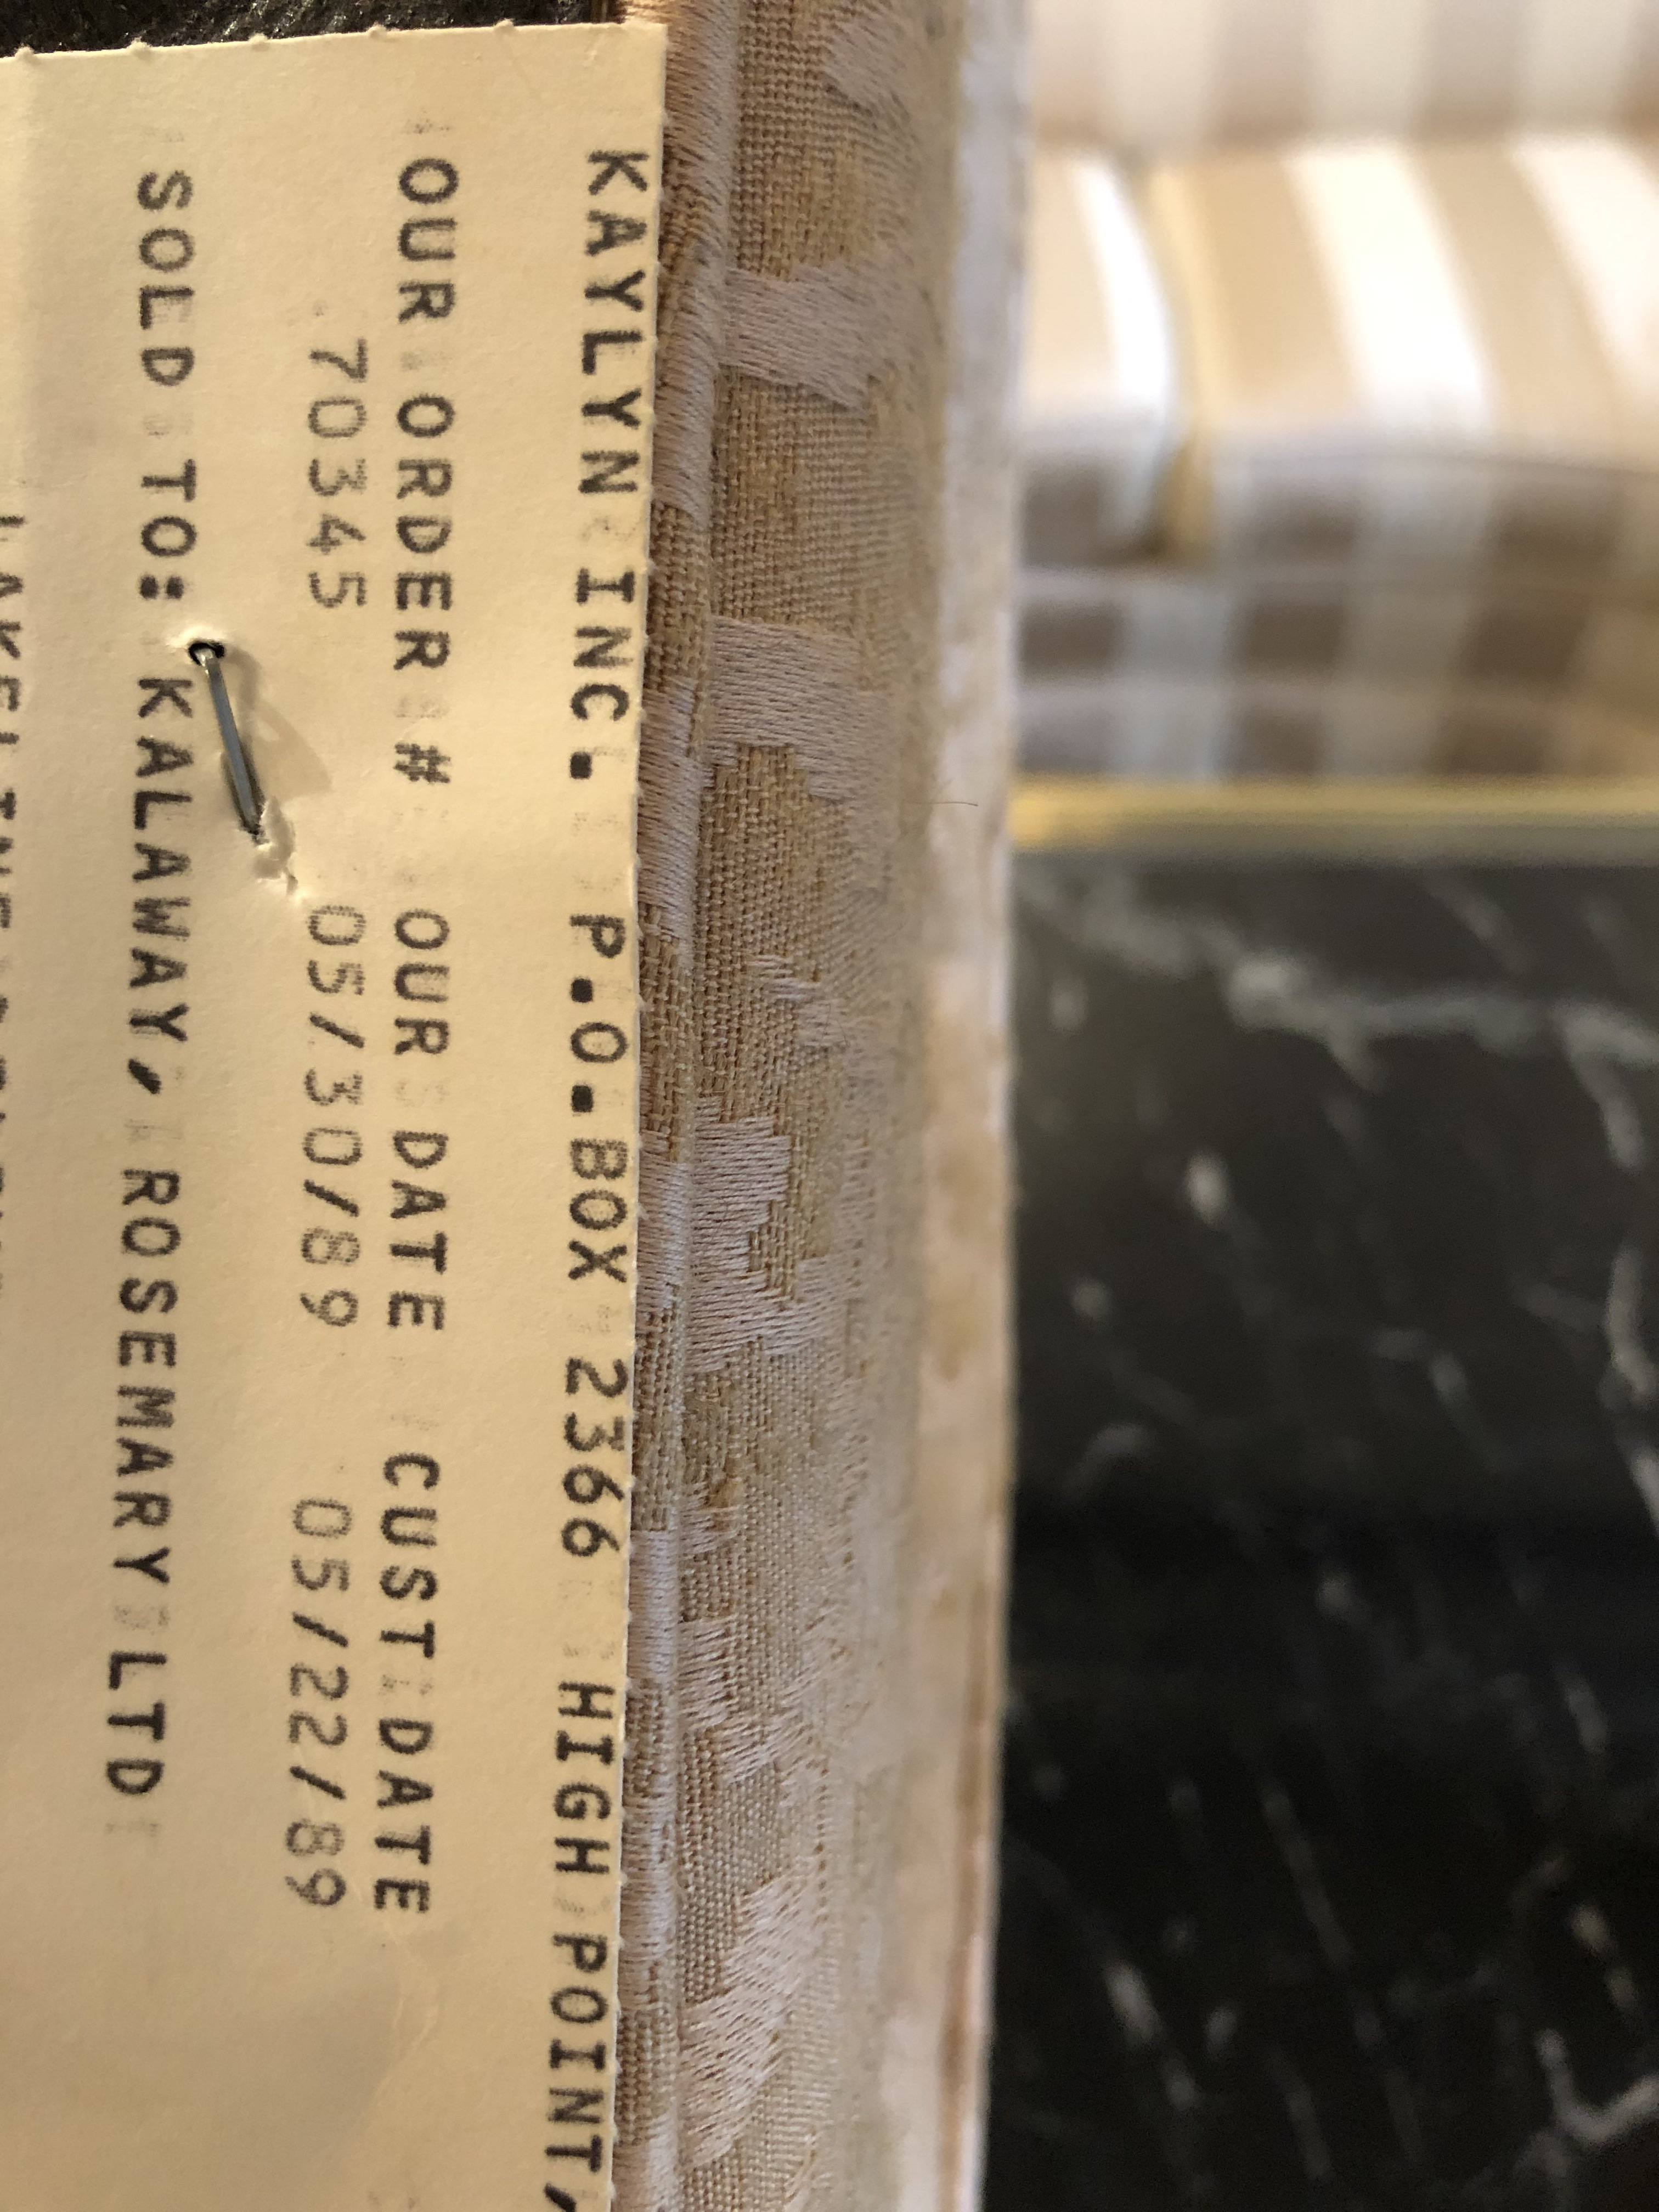 KAYLYN INC. P.O.BOX 2366 HIGH POINT,
OUR ORDER # OUR DATE CUST DATE
70345 05/30/89 05/22/89
SOLD TO: KALAWAY, ROSEMARY LTD